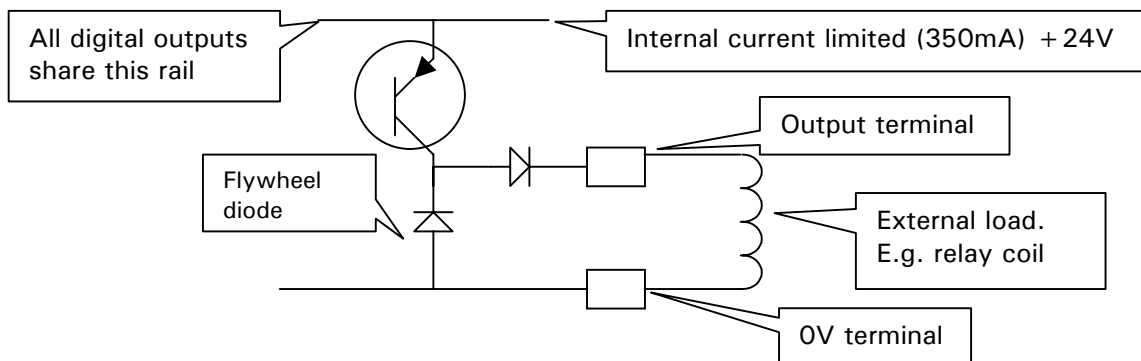 All digital outputs
share this rail
Internal current limited (350mA) +24V
Output terminal
Flywheel
diode
External load.
E.g. relay coil
0V terminal